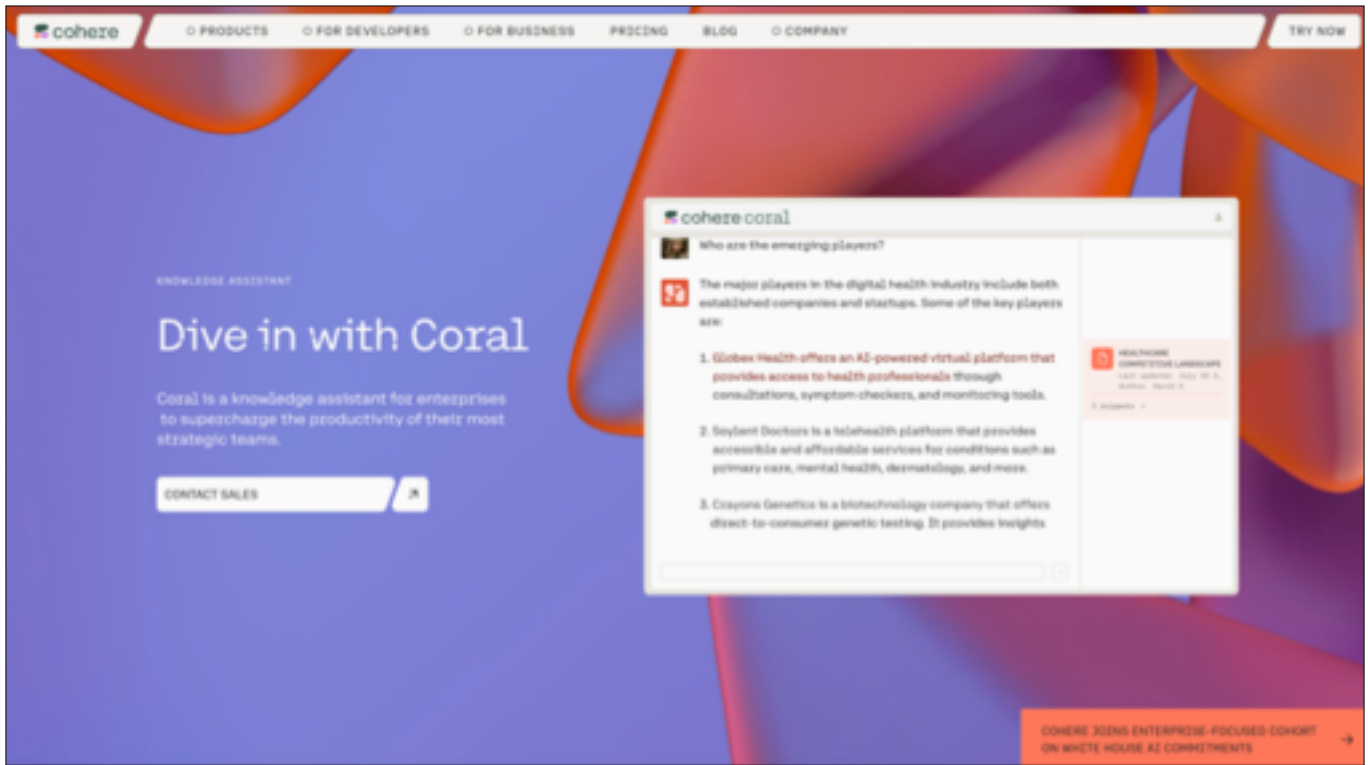 cohere
PRODUCTS
FOR DEVELOPERS
FOR BUSINESS
PRICING
BLOG
COMPANY
TRY NOW
KNOWLEDGE ASSISTANT
Dive in with Coral
Coral is a knowledge assistant for enterprises
to supercharge the productivity of their most
strategic teams.
CONTACT SALES
cohere coral
Who are the emerging players?
The major players in the digital health industry include both
established companies and startups. Some of the key players
are:
1. Globex Health offers an AI-powered virtual platform that
provides access to health professionals through
consultations, symptom checkers, and monitoring tools.
2. Soylent Doctors is a telehealth platform that provides
accessible and affordable services for conditions such as
primary care, mental health, dermatology, and more.
3. Crayons Genetics is a biotechnology company that offers
direct-to-consumer genetic testing. It provides insights
HEALTHCARE
COMPETITIVE LANDSCAPE
Last updated: July
Author: David
snippets
COHERE JOINS ENTERPRISE-FOCUSED COHORT
ON WHITE HOUSE AI COMMITMENTS